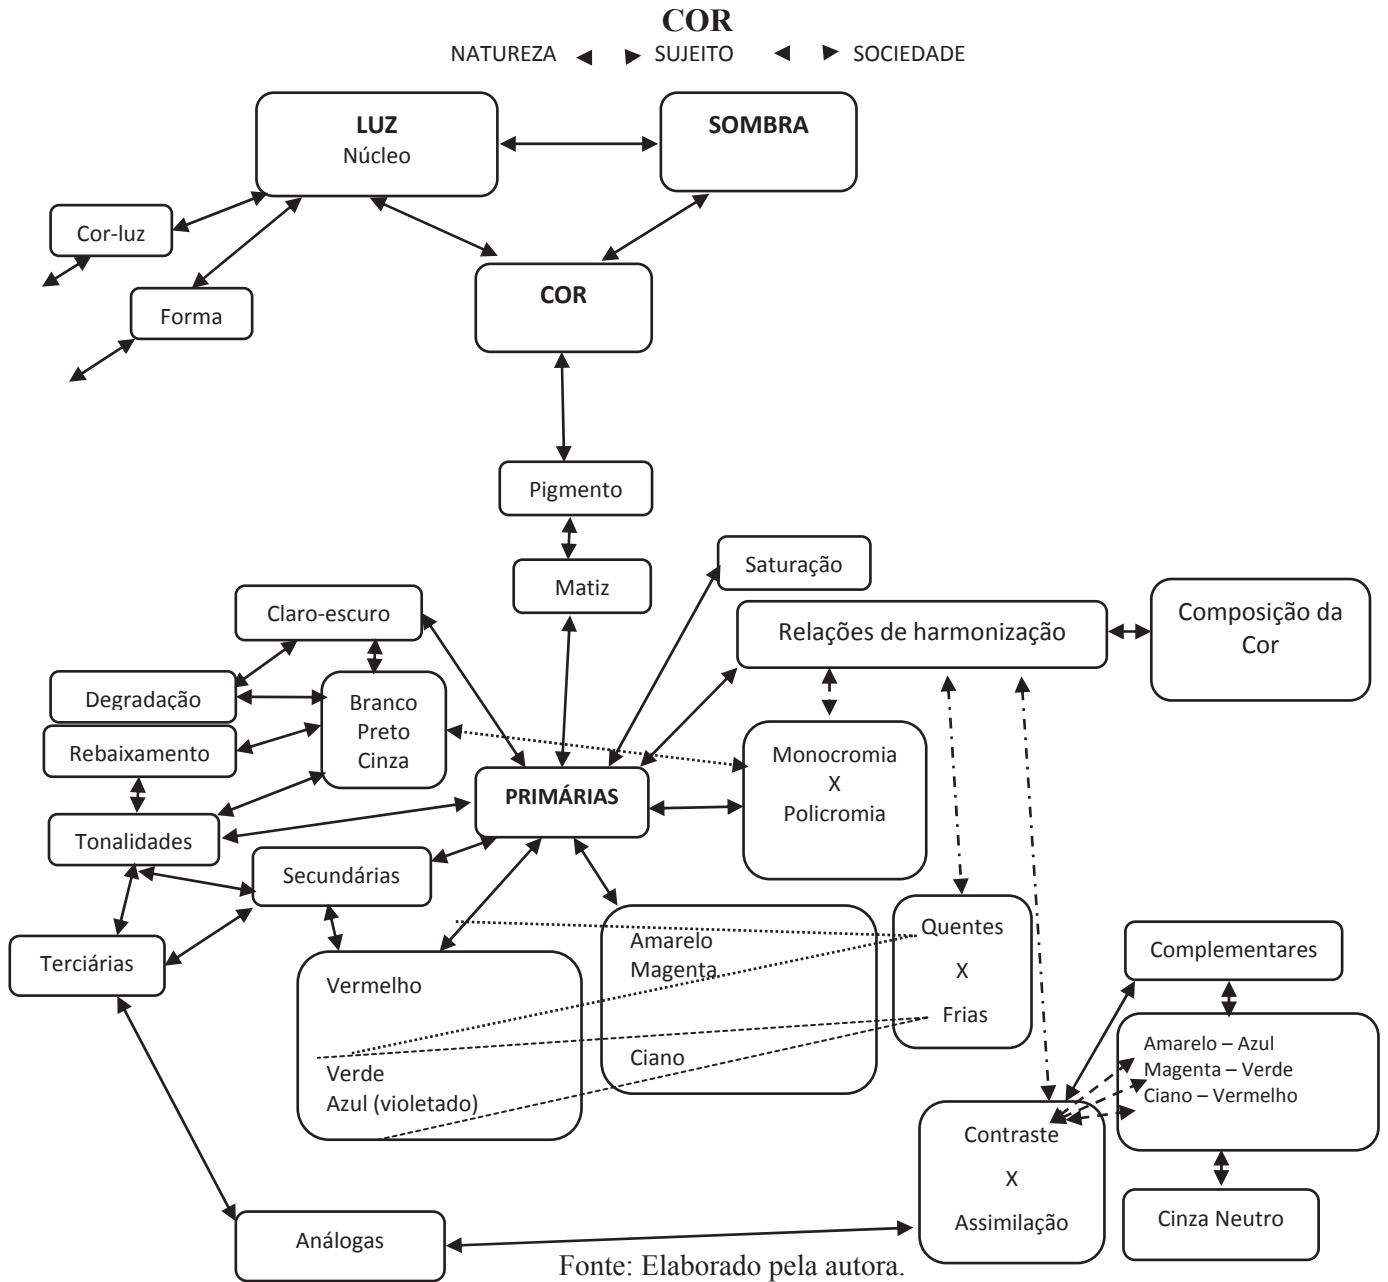 COR
NATUREZA SUJEITO SOCIEDADE
LUZ
Núcleo
SOMBRA
Cor-luz
COR
Forma
Pigmento
Saturação
Matiz
Claro-escuro
Relações de harmonização
Composição da
Cor
Degradação
Branco
Preto
Cinza
Rebaixamento
Monocromia
X
Policromia
PRIMÁRIAS
Tonalidades
Secundárias
Terciárias
Vermelho
Verde
Azul (violetado)
Amarelo
Magenta
Ciano
Quentes
X
Frias
Complementares
Amarelo – Azul
Magenta – Verde
Ciano – Vermelho
Contraste
X
Assimilação
Cinza Neutro
Análogas
Fonte: Elaborado pela autora.